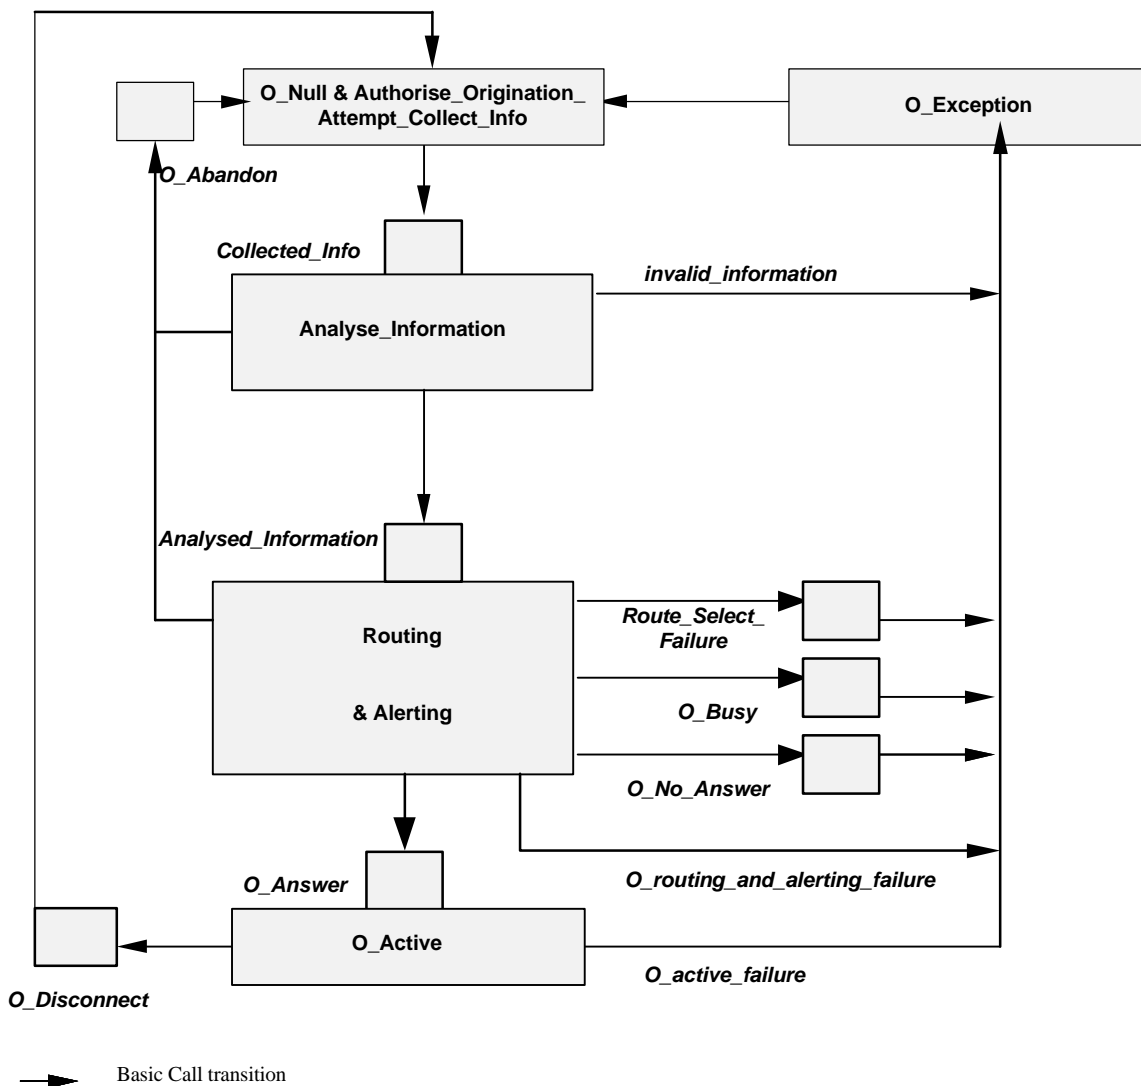 O_Null & Authorise_Origination_
Attempt_Collect_Info
O_Exception
O_Abandon
Collected_Info
invalid_information
Analyse_Information
Analysed_Information
Routing
& Alerting
Route_Select_
Failure
O_Busy
O_No_Answer
O_routing_and_alerting_failure
O_Answer
O_Active
O_active_failure
O_Disconnect
Basic Call transition